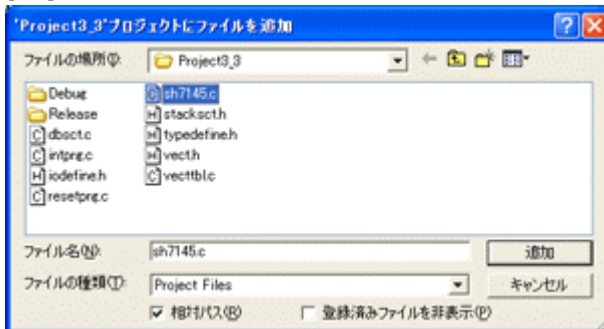 'Project3_3'プロジェクトにファイルを追加
ファイルの場所(I):
Project3_3
Debug
Release
dbsct.c
intprg.c
iodefine.h
resetprg.c
sh7145.c
stacksct.h
typedefine.h
vect.h
vecttbl.c
ファイル名(N):
sh7145.c
追加
ファイルの種類(T):
Project Files
キャンセル
相対パス(R)
登録済みファイルを非表示(P)